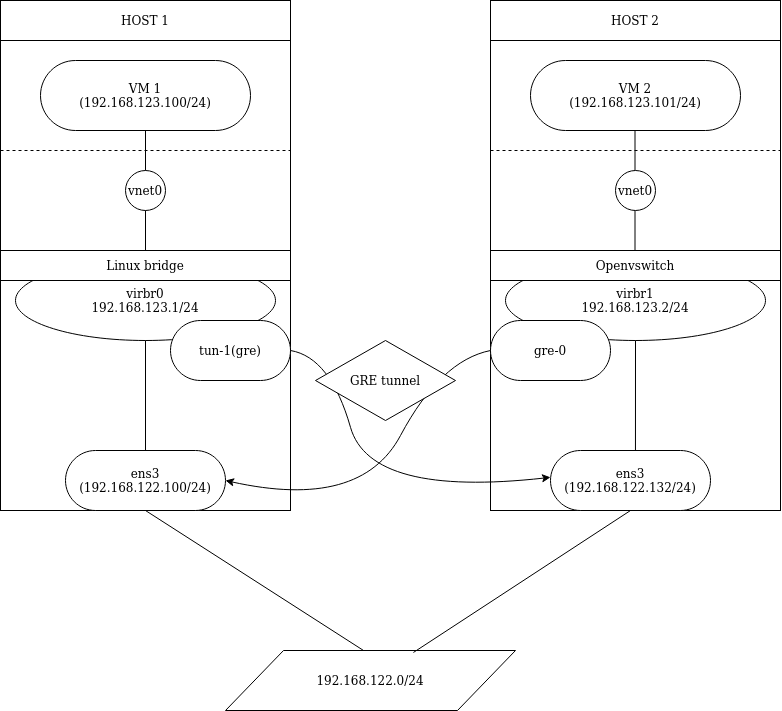 HOST 1
VM 1
(192.168.123.100/24)
vnet0
Linux bridge
virbr0
192.168.123.1/24
tun-1(gre)
ens3
(192.168.122.100/24)
GRE tunnel
HOST 2
VM 2
(192.168.123.101/24)
vnet0
Openvswitch
virbr1
192.168.123.2/24
gre-0
ens3
(192.168.122.132/24)
192.168.122.0/24